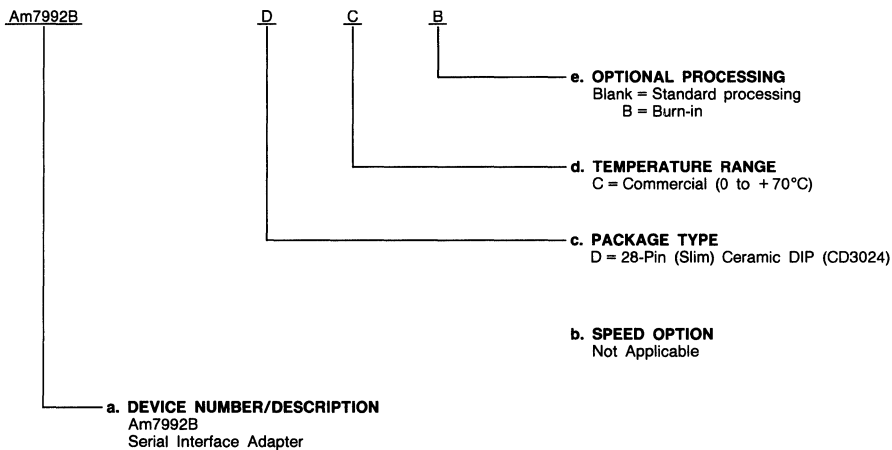 Am7992B D C B
e. OPTIONAL PROCESSING
Blank = Standard processing
B = Burn-in
d. TEMPERATURE RANGE
C = Commercial (0 to +70°C)
c. PACKAGE TYPE
D = 28-Pin (Slim) Ceramic DIP (CD3024)
b. SPEED OPTION
Not Applicable
a. DEVICE NUMBER/DESCRIPTION
Am7992B
Serial Interface Adapter